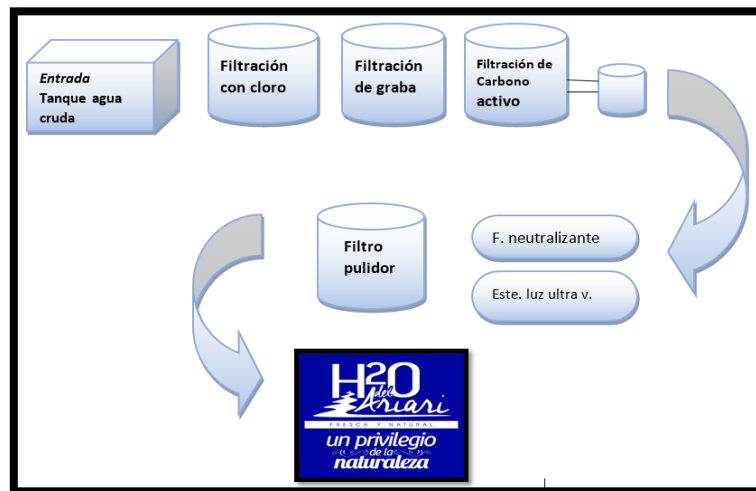 Entrada
Tanque agua
cruda
Filtración
con cloro
Filtración
de graba
Filtración de
Carbono
activo
F. neutralizante
Este. luz ultra v.
Filtro
pulidor
H2O
del
Ariari
FRESCA Y NATURAL
un privilegio
de la
naturaleza